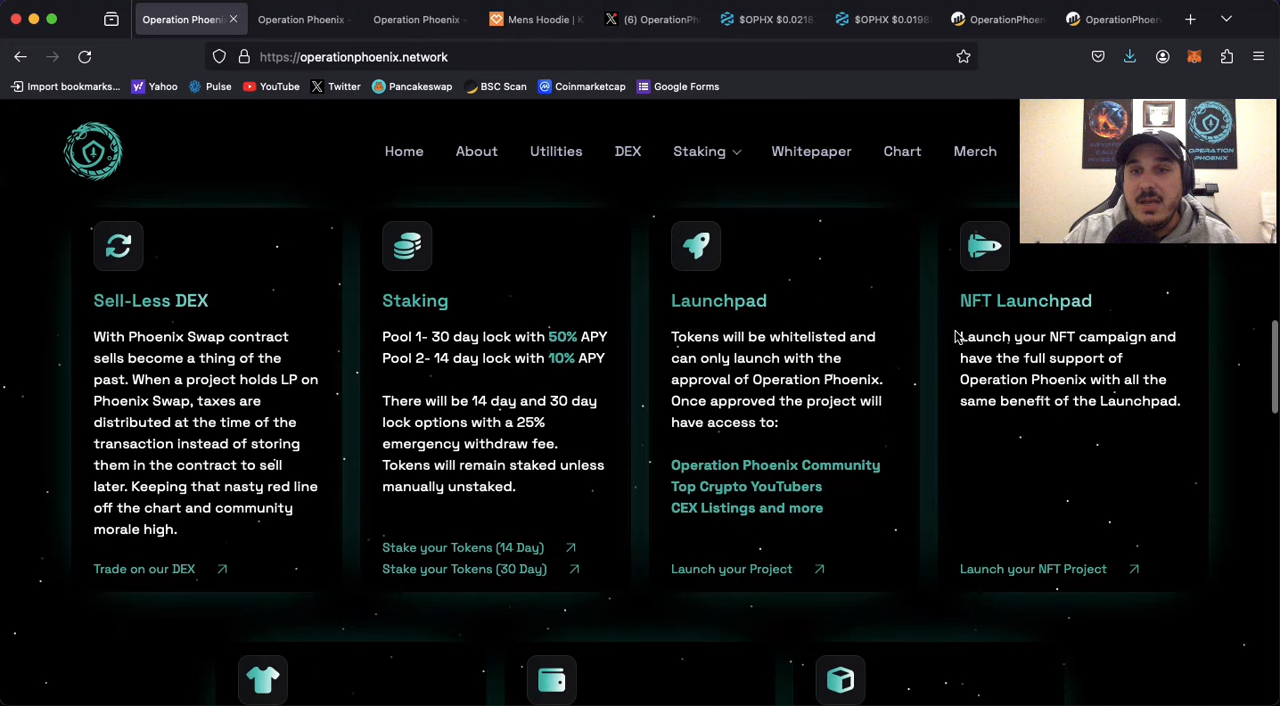 Operation Phoeni
Operation Phoenix
Operation Phoenix
Mens Hoodie | K
(6) OperationPh
$OPHX $0.0218
$OPHX $0.0198
OperationPhoen
OperationPhoen
https://operationphoenix.network
Import bookmarks...
Yahoo
Pulse
YouTube
Twitter
Pancakeswap
BSC Scan
Coinmarketcap
Google Forms
Home
About
Utilities
DEX
Staking
Whitepaper
Chart
Merch
OPERATION
PHOENIX
Sell-Less DEX
With Phoenix Swap contract
sells become a thing of the
past. When a project holds LP on
Phoenix Swap, taxes are
distributed at the time of the
transaction instead of storing
them in the contract to sell
later. Keeping that nasty red line
off the chart and community
morale high.
Trade on our DEX
Staking
Pool 1- 30 day lock with 50% APY
Pool 2- 14 day lock with 10% APY
There will be 14 day and 30 day
lock options with a 25%
emergency withdraw fee.
Tokens will remain staked unless
manually unstaked.
Stake your Tokens (14 Day)
Stake your Tokens (30 Day)
Launchpad
Tokens will be whitelisted and
can only launch with the
approval of Operation Phoenix.
Once approved the project will
have access to:
Operation Phoenix Community
Top Crypto YouTubers
CEX Listings and more
Launch your Project
NFT Launchpad
Launch your NFT campaign and
have the full support of
Operation Phoenix with all the
same benefit of the Launchpad.
Launch your NFT Project